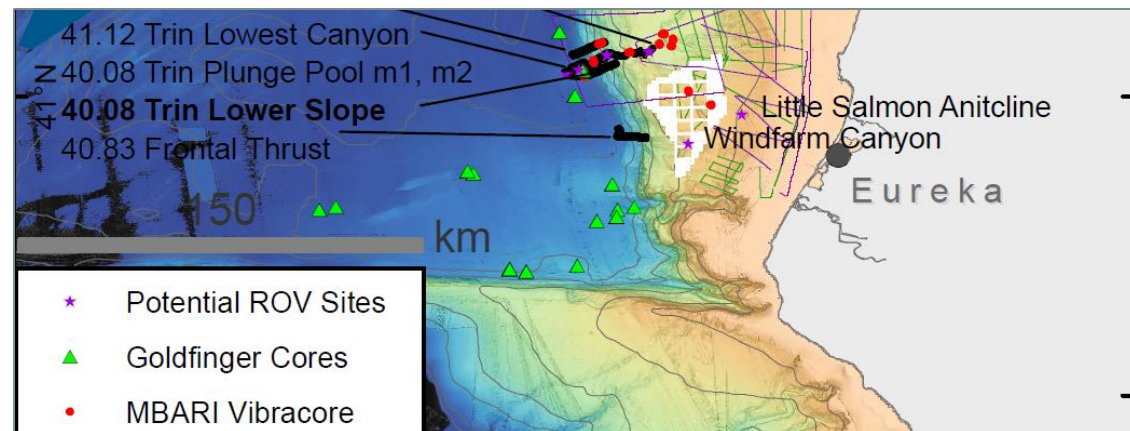 41.12 Trin Lowest Canyon
40.08 Trin Plunge Pool m1, m2
40.08 Trin Lower Slope
40.83 Frontal Thrust
41°N
Little Salmon Anitcline
Windfarm Canyon
Eureka
150
km
Potential ROV Sites
Goldfinger Cores
MBARI Vibracore